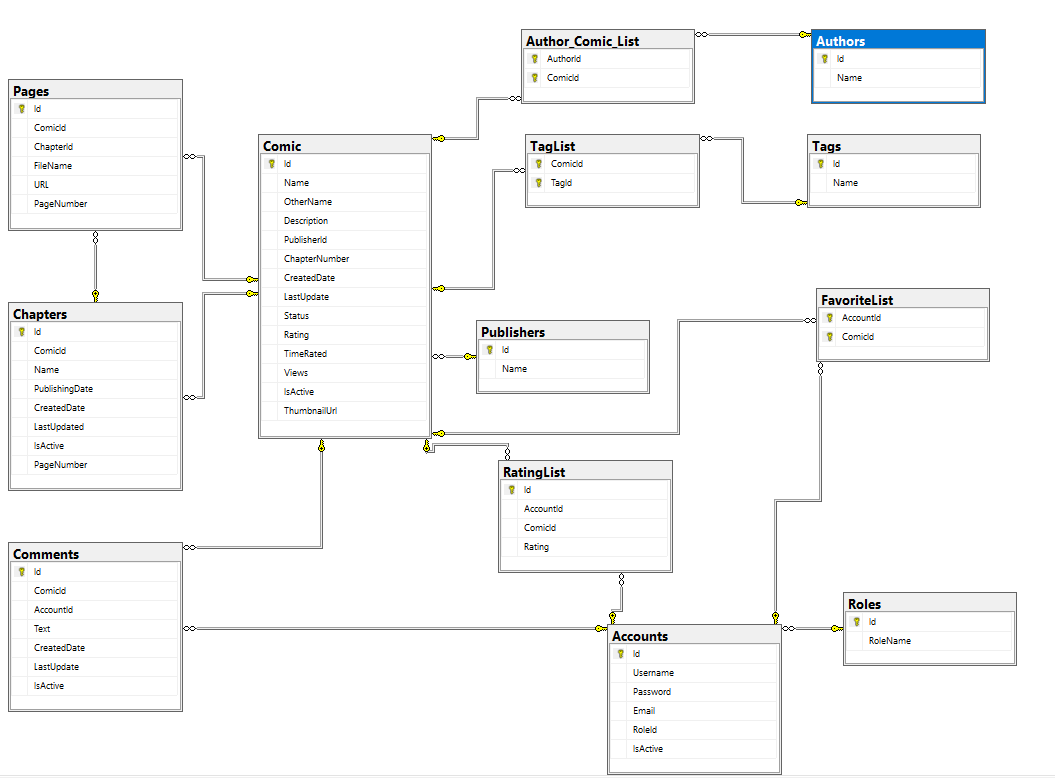 Author_Comic_List
AuthorId
ComicId
Authors
Id
Name
Pages
Id
ComicId
ChapterId
FileName
URL
PageNumber
Comic
Id
Name
OtherName
Description
PublisherId
ChapterNumber
CreatedDate
LastUpdate
Status
Rating
TimeRated
Views
IsActive
ThumbnailUrl
TagList
ComicId
TagId
Tags
Id
Name
Chapters
Id
ComicId
Name
PublishingDate
CreatedDate
LastUpdated
IsActive
PageNumber
Publishers
Id
Name
FavoriteList
AccountId
ComicId
RatingList
Id
AccountId
ComicId
Rating
Comments
Id
ComicId
AccountId
Text
CreatedDate
LastUpdate
IsActive
Accounts
Id
Username
Password
Email
RoleId
IsActive
Roles
Id
RoleName